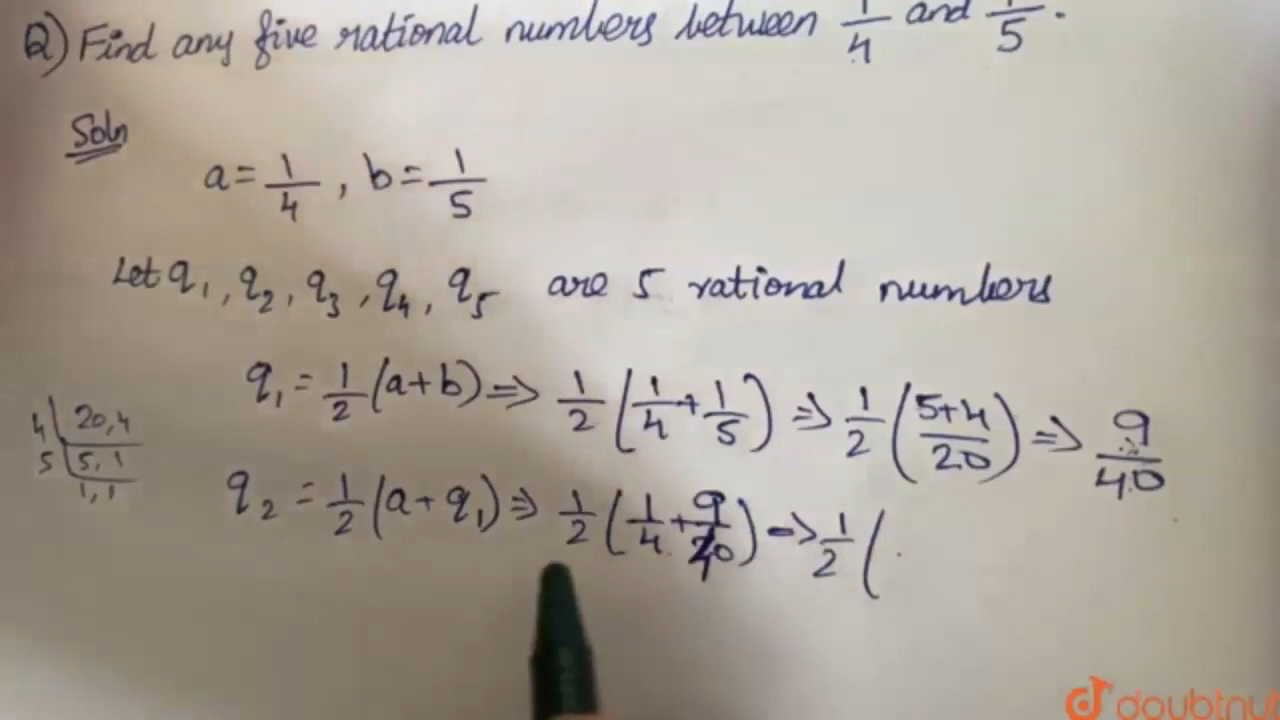 Q) Find any five rational numbers between 1/4 and 1/5.
Soln
a = 1/4 , b = 1/5
Let q₁, q₂, q₃, q₄, q₅ are 5 rational numbers
q₁ = 1/2 (a+b) ⇒ 1/2 (1/4 + 1/5) ⇒ 1/2 (5+4/20) ⇒ 9/40
4 | 20, 4
5 | 5, 1
1, 1
q₂ = 1/2 (a + q₁) ⇒ 1/2 (1/4 + 9/40) → 1/2 (
doubtnut